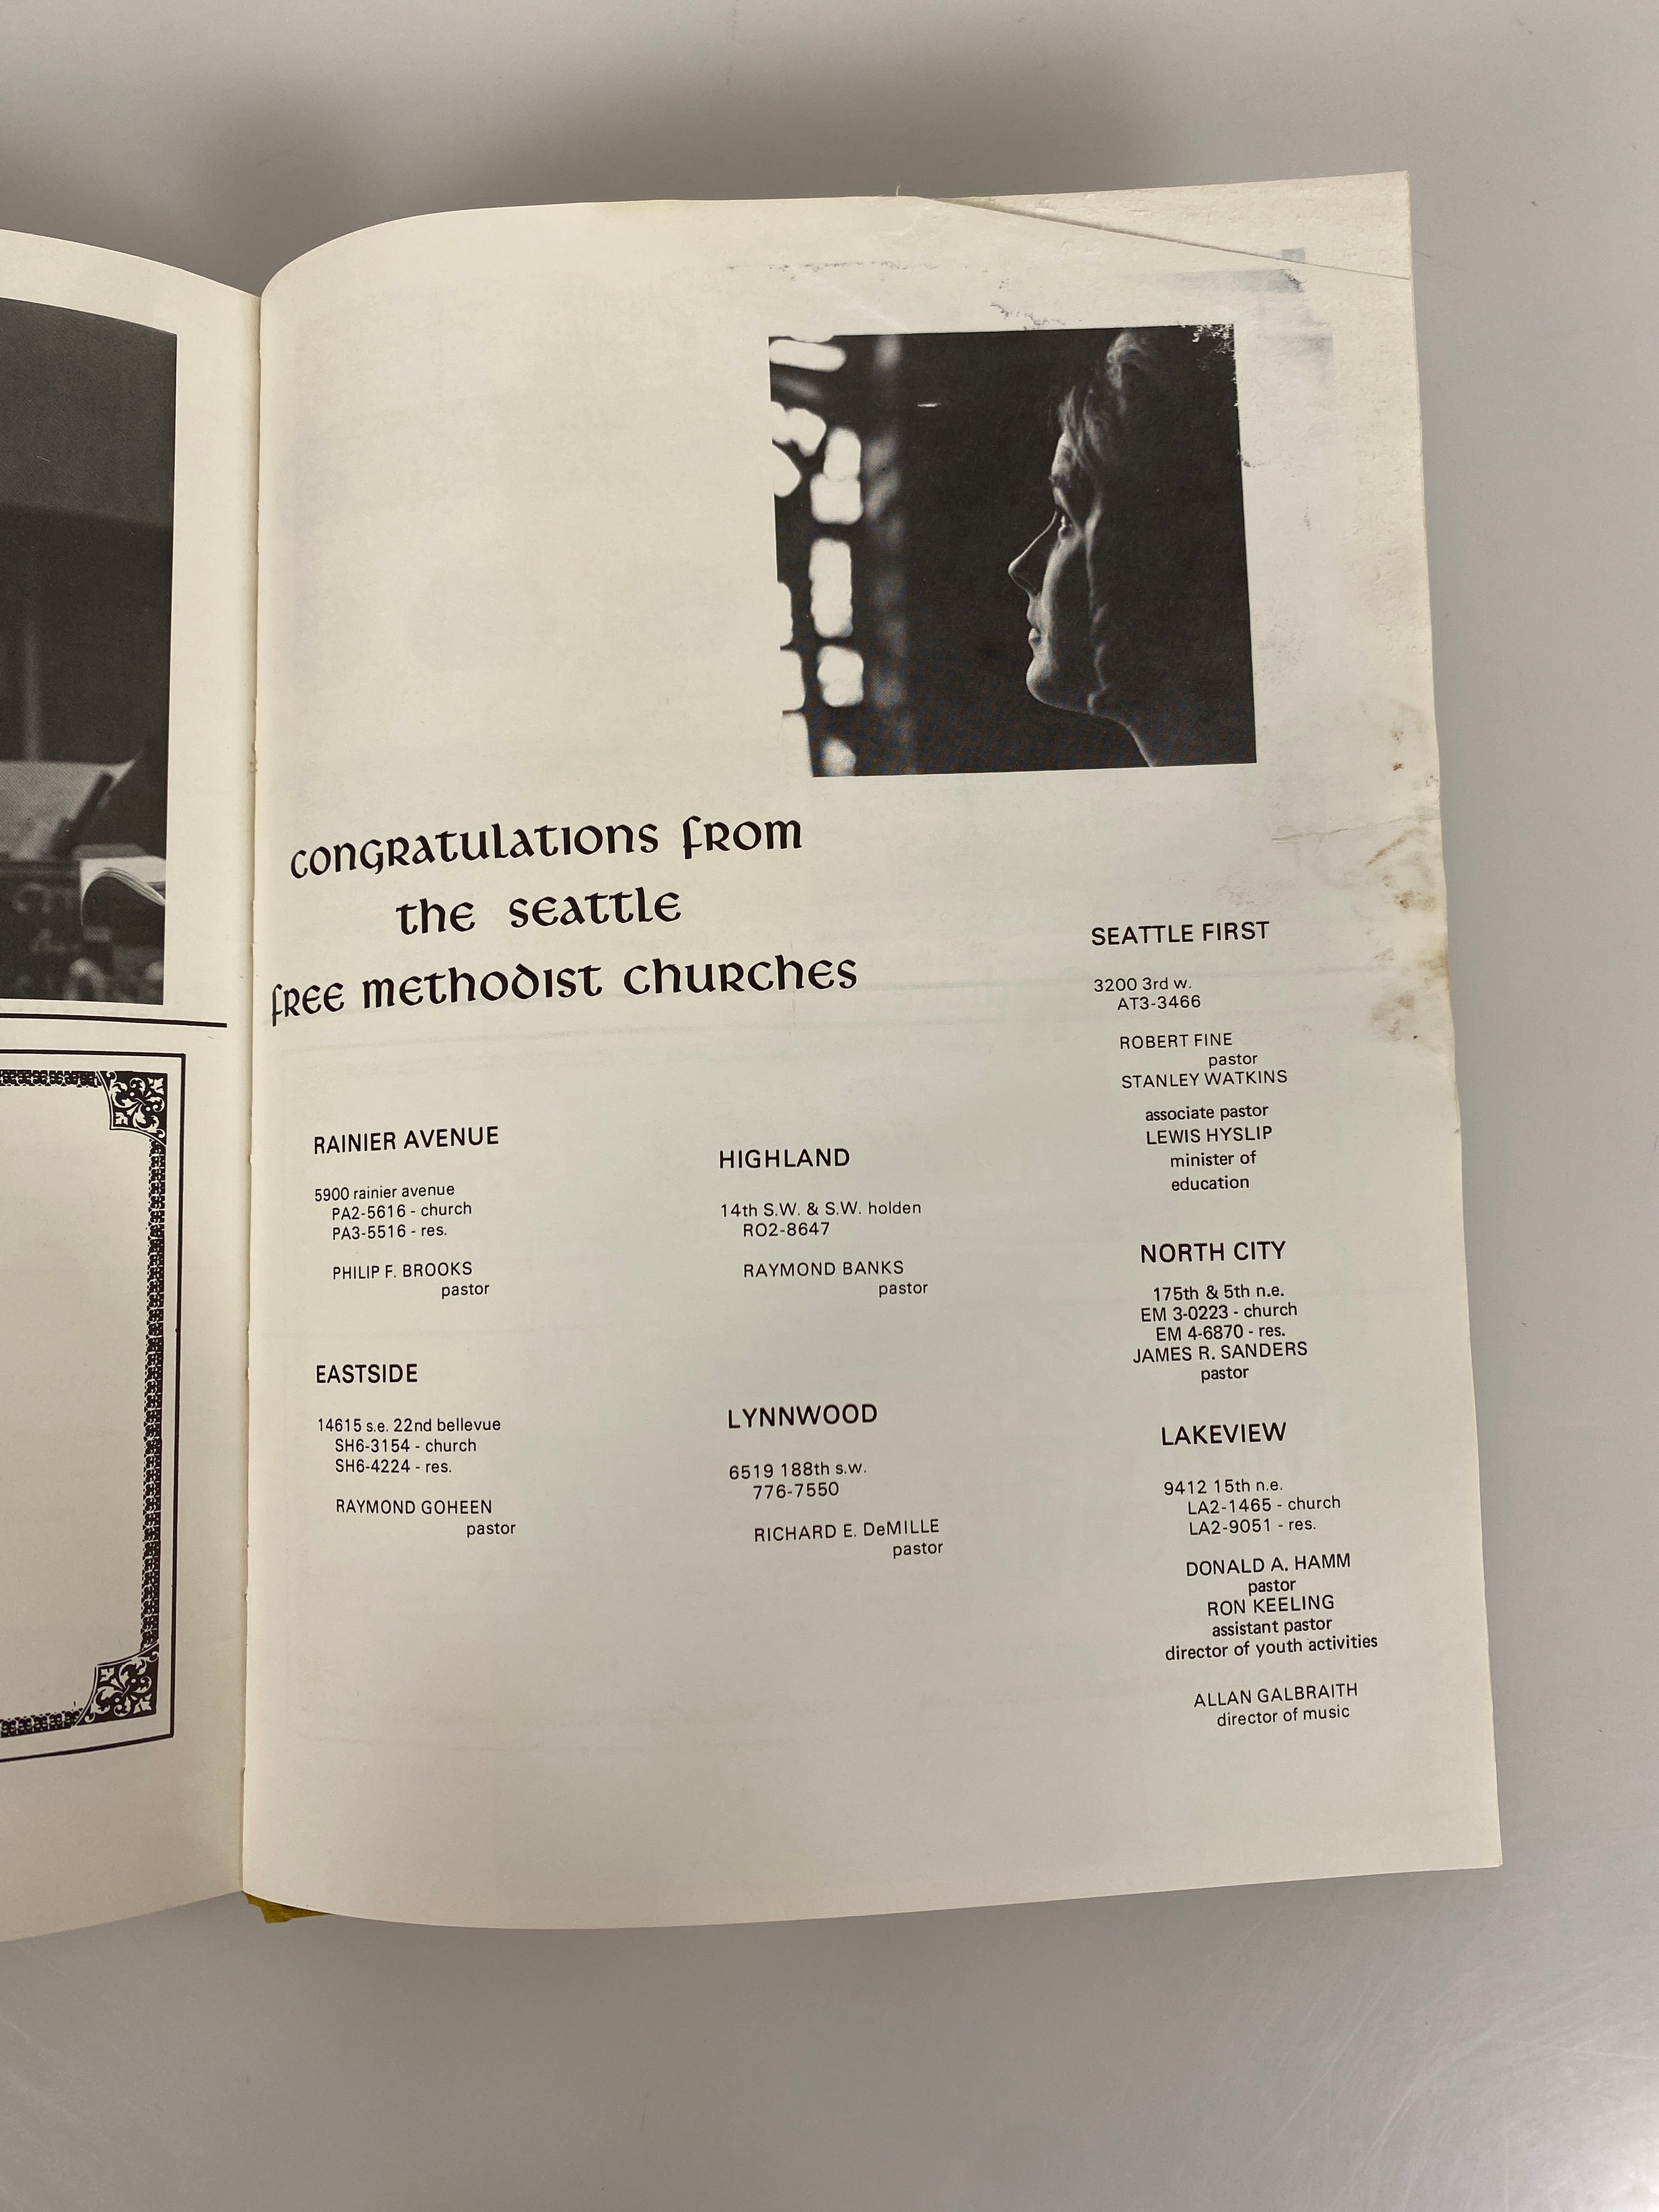 congratulations from
the seattle
free methodist churches
RAINIER AVENUE
5900 rainier avenue
PA2-5616 - church
PA3-5516 - res.
PHILIP F. BROOKS
pastor
EASTSIDE
14615 s.e. 22nd bellevue
SH6-3154 - church
SH6-4224 - res.
RAYMOND GOHEEN
pastor
HIGHLAND
14th S.W. & S.W. holden
RO2-8647
RAYMOND BANKS
pastor
LYNNWOOD
6519 188th s.w.
776-7550
RICHARD E. DeMILLE
pastor
SEATTLE FIRST
3200 3rd w.
AT3-3466
ROBERT FINE
pastor
STANLEY WATKINS
associate pastor
LEWIS HYSLIP
minister of
education
NORTH CITY
175th & 5th n.e.
EM 3-0223 - church
EM 4-6870 - res.
JAMES R. SANDERS
pastor
LAKEVIEW
9412 15th n.e.
LA2-1465 - church
LA2-9051 - res.
DONALD A. HAMM
pastor
RON KEELING
assistant pastor
director of youth activities
ALLAN GALBRAITH
director of music